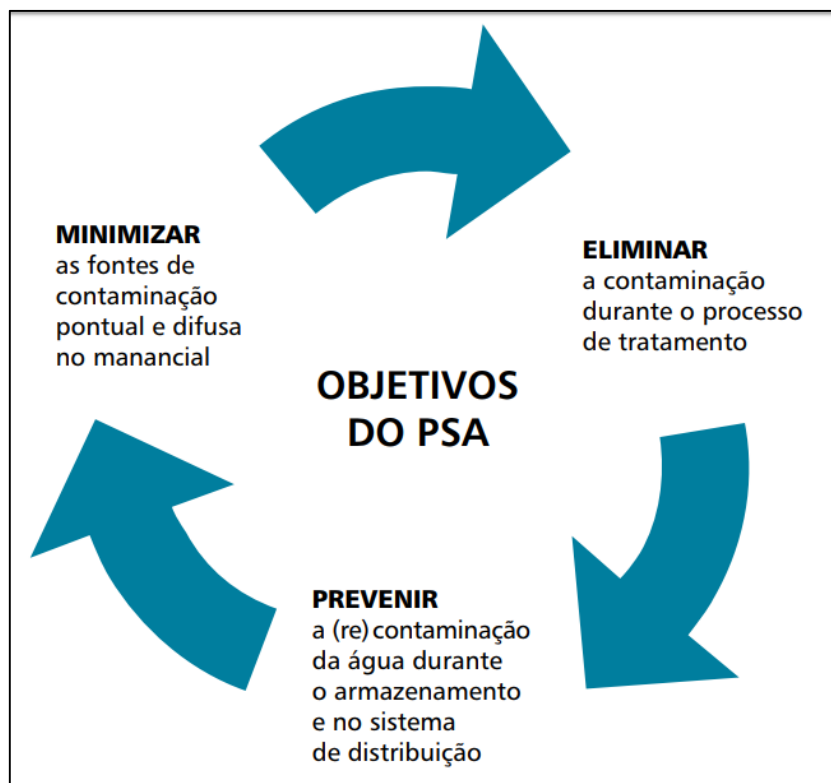 MINIMIZAR
as fontes de
contaminação
pontual e difusa
no manancial
ELIMINAR
a contaminação
durante o processo
de tratamento
OBJETIVOS
DO PSA
PREVENIR
a (re)contaminação
da água durante
o armazenamento
e no sistema
de distribuição